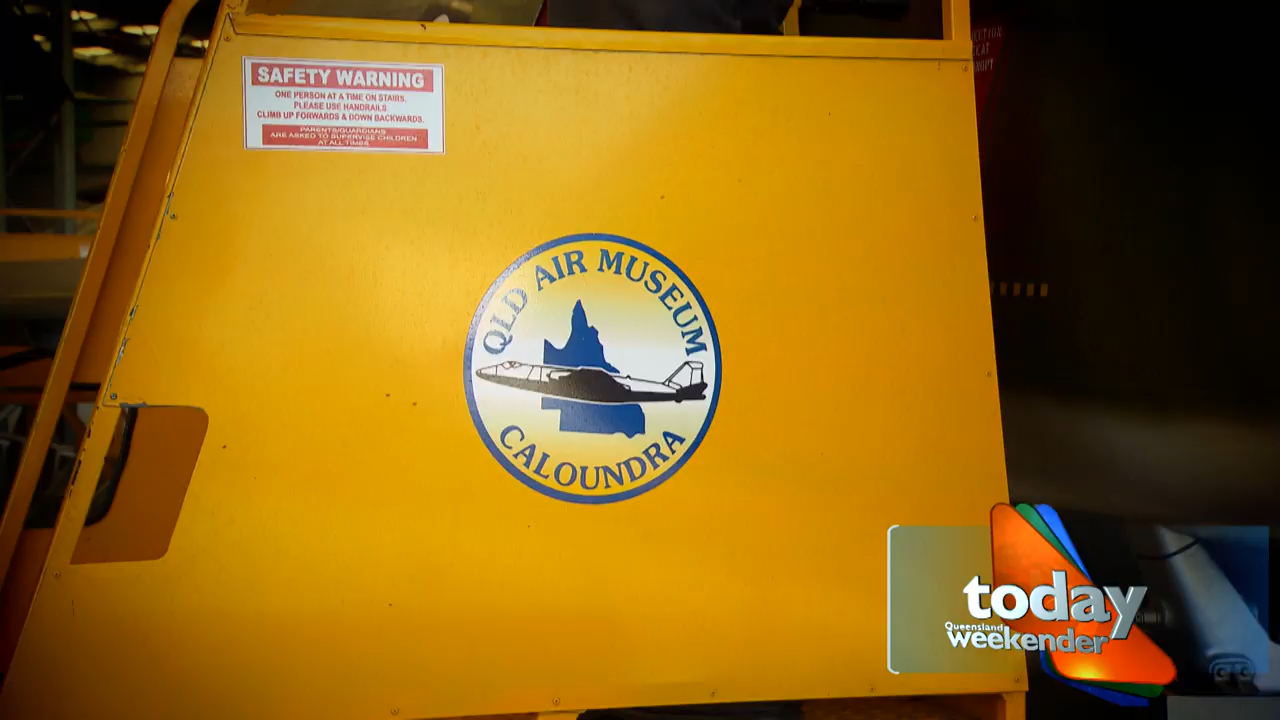 SAFETY WARNING
ONE PERSON AT A TIME ON STAIRS.
PLEASE USE HANDRAILS.
CLIMB UP FORWARDS & DOWN BACKWARDS.
PARENTS/GUARDIANS
ARE ASKED TO SUPERVISE CHILDREN
AT ALL TIMES
QLD AIR MUSEUM
CALOUNDRA
today
Queensland
weekender